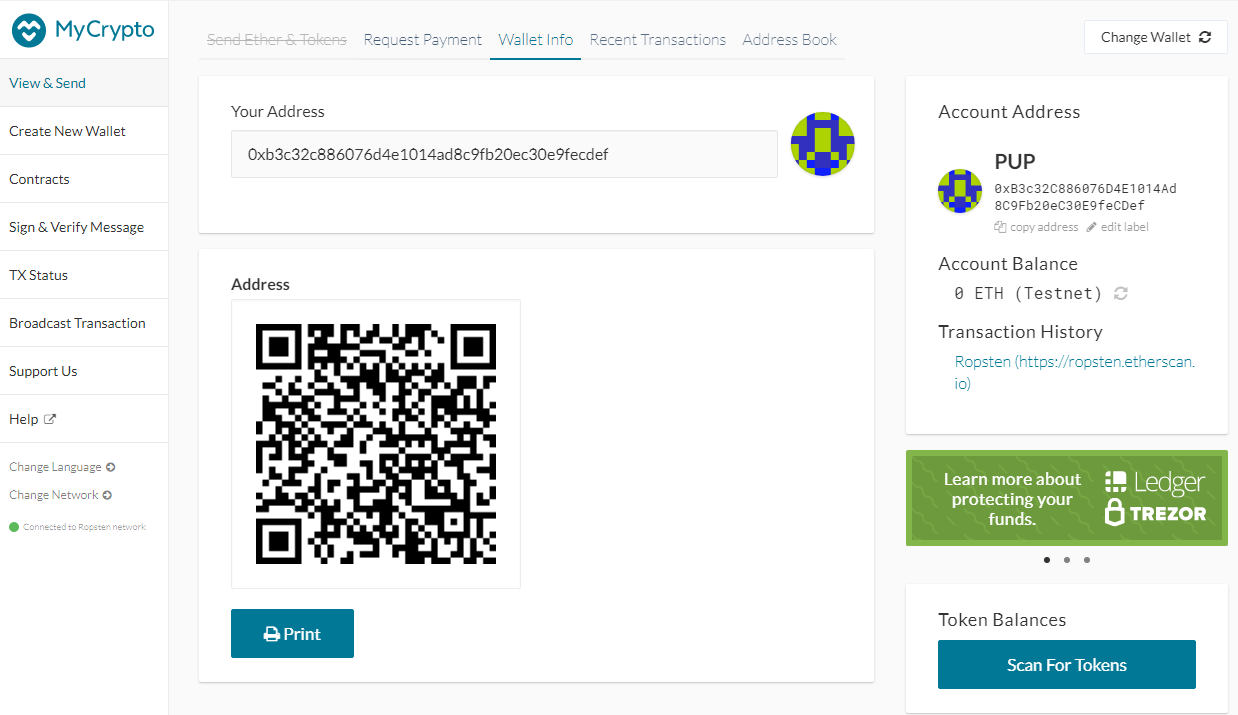 MyCrypto
View & Send
Create New Wallet
Contracts
Sign & Verify Message
TX Status
Broadcast Transaction
Support Us
Help
Change Language
Change Network
Connected to Ropsten network
Send Ether & Tokens
Request Payment
Wallet Info
Recent Transactions
Address Book
Change Wallet
Your Address
0xb3c32c886076d4e1014ad8c9fb20ec30e9fecdef
Address
Print
Account Address
PUP
0xB3c32C886076D4E1014Ad
8C9Fb20eC30E9feCDef
copy address
edit label
Account Balance
0 ETH (Testnet)
Transaction History
Ropsten (https://ropsten.etherscan.
io)
Learn more about
protecting your
funds.
Ledger
TREZOR
Token Balances
Scan For Tokens